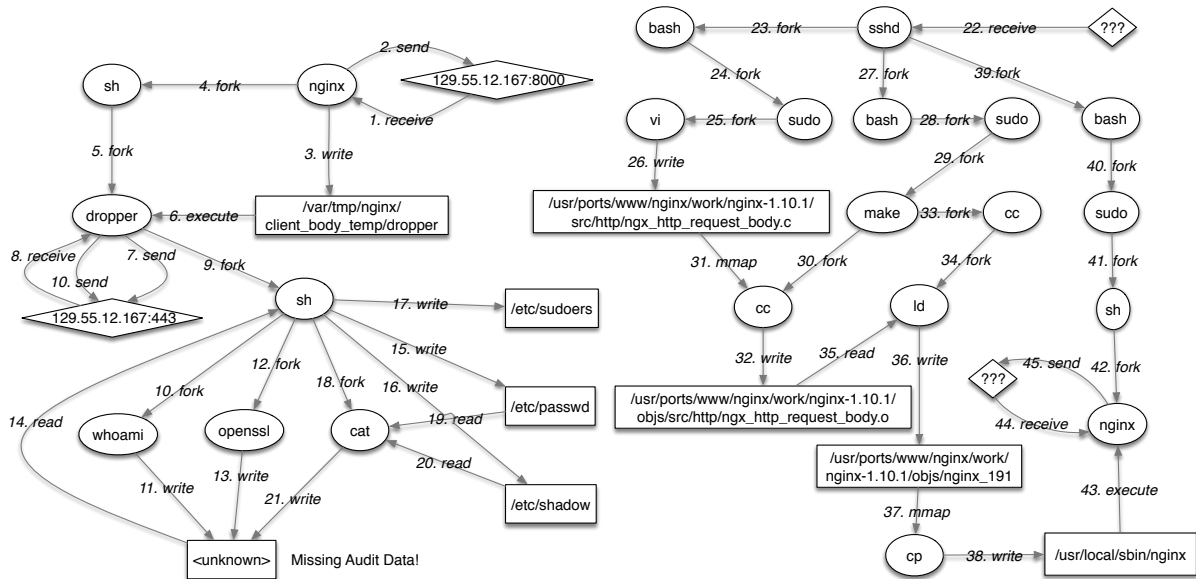 bash
23. fork
sshd
22. receive
???
2. send
24. fork
27. fork
39.fork
sh
4. fork
nginx
129.55.12.167:8000
1. receive
vi
25. fork
sudo
bash
28. fork
sudo
bash
5. fork
3. write
26. write
29. fork
40. fork
dropper
6. execute
/var/tmp/nginx/
client_body_temp/dropper
/usr/ports/www/nginx/work/nginx-1.10.1/
src/http/ngx_http_request_body.c
make
33. fork
cc
sudo
8. receive
7. send
9. fork
10. send
31. mmap
30. fork
34. fork
41. fork
129.55.12.167:443
sh
17. write
/etc/sudoers
cc
ld
sh
15. write
12. fork
32. write
35. read
36. write
45. send
42. fork
10. fork
18. fork
16. write
14. read
/etc/passwd
???
/usr/ports/www/nginx/work/nginx-1.10.1/
objs/src/http/ngx_http_request_body.o
whoami
openssl
cat
19. read
44. receive
nginx
11. write
13. write
20. read
21. write
/etc/shadow
/usr/ports/www/nginx/work/
nginx-1.10.1/objs/nginx_191
43. execute
37. mmap
<unknown>
Missing Audit Data!
cp
38. write
/usr/local/sbin/nginx